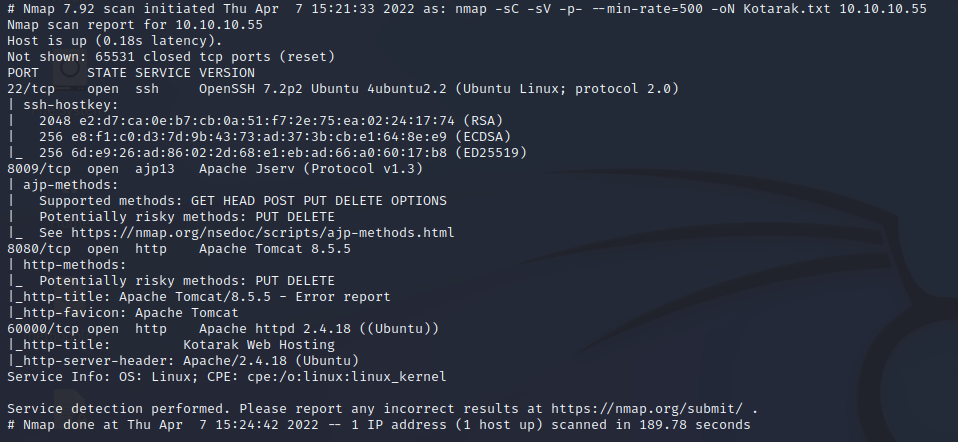 # Nmap 7.92 scan initiated Thu Apr  7 15:21:33 2022 as: nmap -sC -sV -p- --min-rate=500 -oN Kotarak.txt 10.10.10.55
Nmap scan report for 10.10.10.55
Host is up (0.18s latency).
Not shown: 65531 closed tcp ports (reset)
PORT      STATE SERVICE VERSION
22/tcp    open  ssh     OpenSSH 7.2p2 Ubuntu 4ubuntu2.2 (Ubuntu Linux; protocol 2.0)
| ssh-hostkey:
|   2048 e2:d7:ca:0e:b7:cb:0a:51:f7:2e:75:ea:02:24:17:74 (RSA)
|   256 e8:f1:c0:d3:7d:9b:43:73:ad:37:3b:cb:e1:64:8e:e9 (ECDSA)
|_  256 6d:e9:26:ad:86:02:2d:68:e1:eb:ad:66:a0:60:17:b8 (ED25519)
8009/tcp  open  ajp13   Apache Jserv (Protocol v1.3)
| ajp-methods:
|   Supported methods: GET HEAD POST PUT DELETE OPTIONS
|   Potentially risky methods: PUT DELETE
|_  See https://nmap.org/nsedoc/scripts/ajp-methods.html
8080/tcp  open  http    Apache Tomcat 8.5.5
| http-methods:
|_  Potentially risky methods: PUT DELETE
|_http-title: Apache Tomcat/8.5.5 - Error report
|_http-favicon: Apache Tomcat
60000/tcp open  http    Apache httpd 2.4.18 ((Ubuntu))
|_http-title:         Kotarak Web Hosting
|_http-server-header: Apache/2.4.18 (Ubuntu)
Service Info: OS: Linux; CPE: cpe:/o:linux:linux_kernel

Service detection performed. Please report any incorrect results at https://nmap.org/submit/ .
# Nmap done at Thu Apr  7 15:24:42 2022 -- 1 IP address (1 host up) scanned in 189.78 seconds